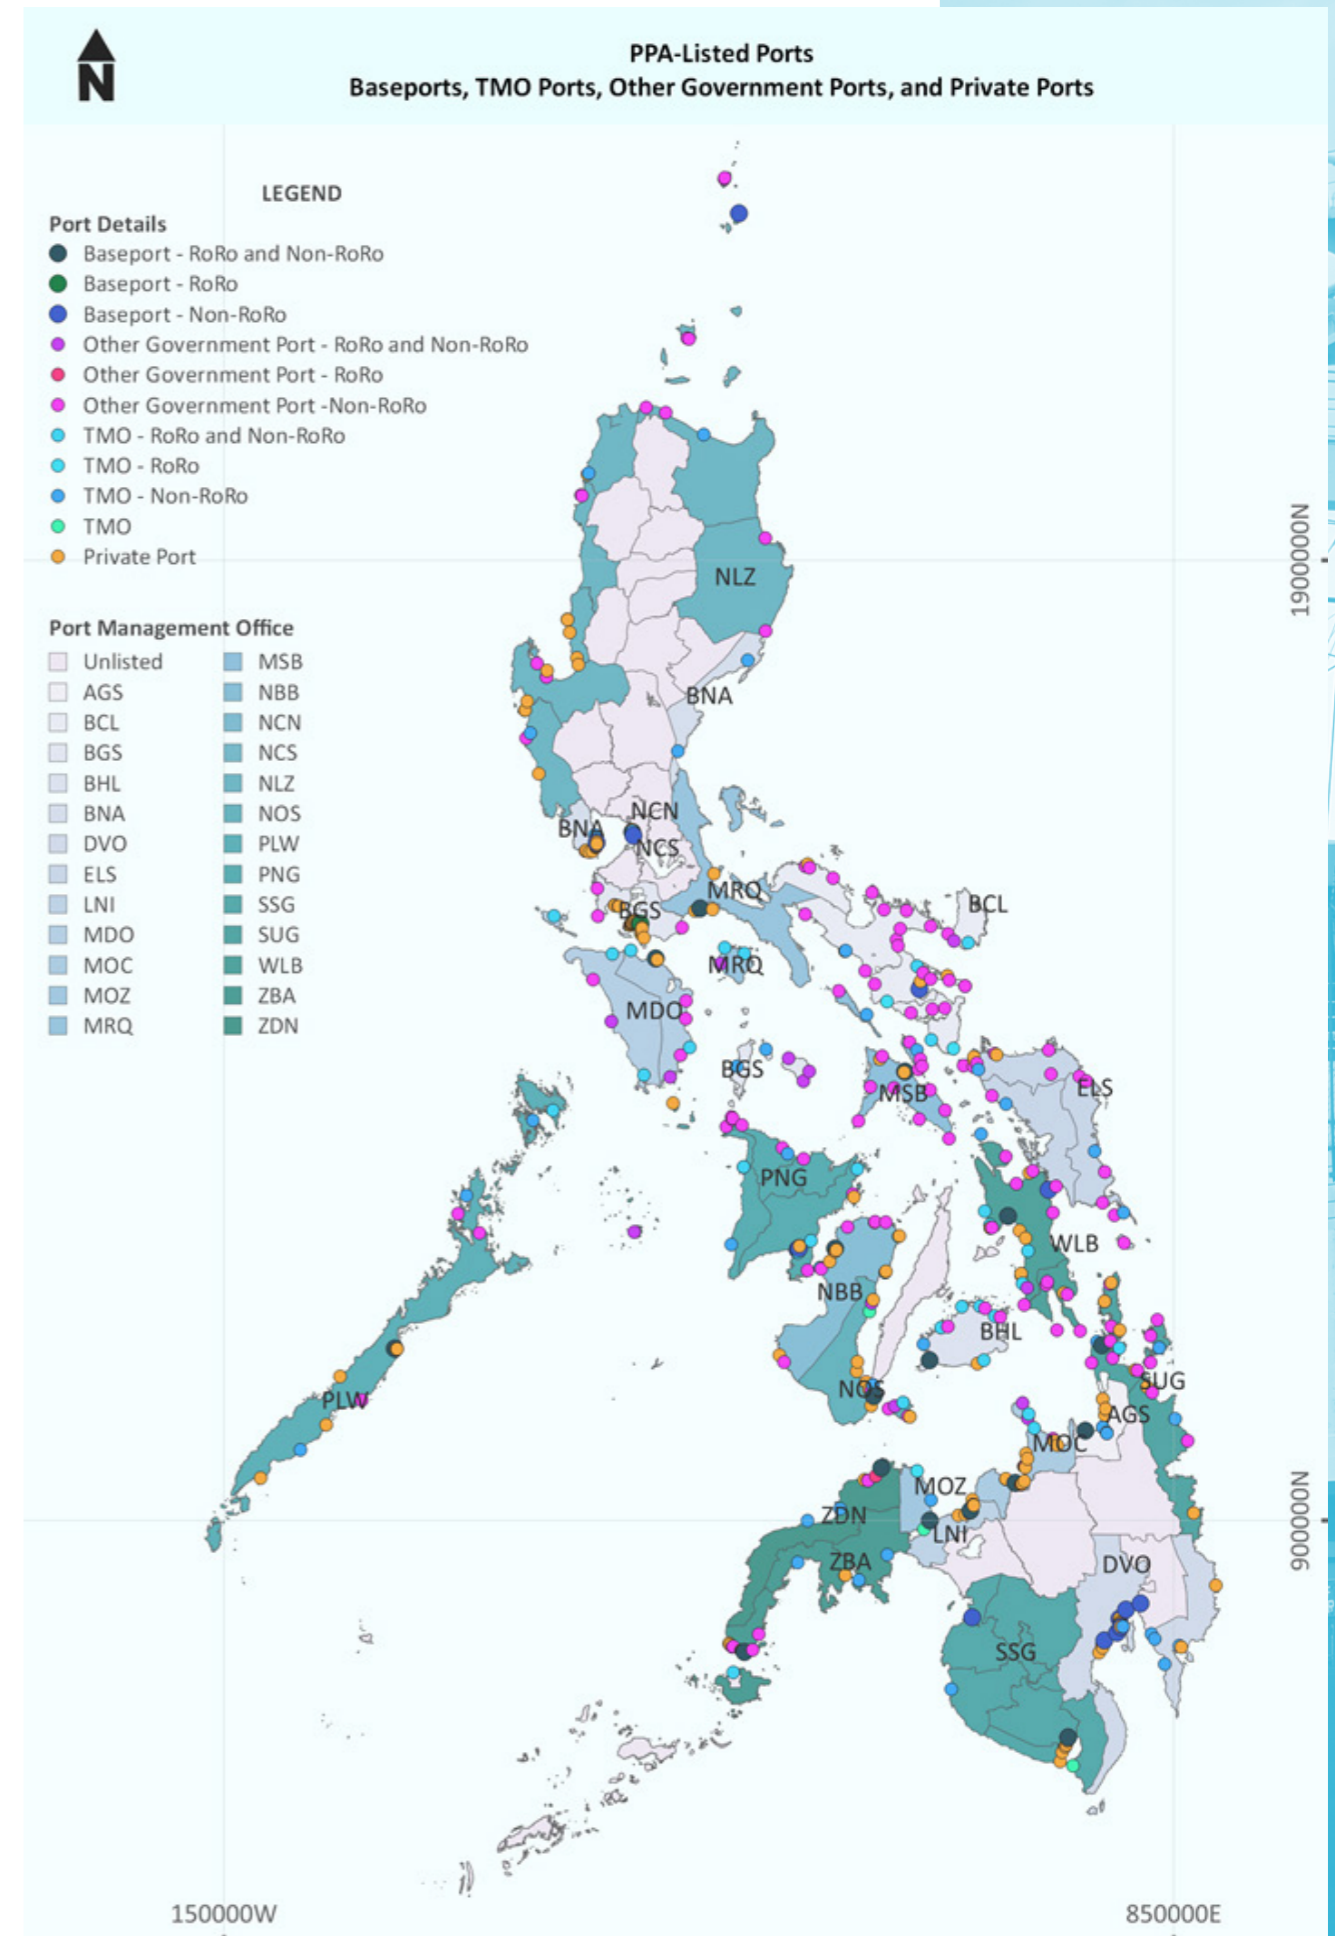 PPA-Listed Ports
Baseports, TMO Ports, Other Government Ports, and Private Ports
N
LEGEND
Port Details
Baseport - RoRo and Non-RoRo
Baseport - RoRo
Baseport - Non-RoRo
Other Government Port - RoRo and Non-RoRo
Other Government Port - RoRo
Other Government Port -Non-RoRo
TMO - RoRo and Non-RoRo
TMO - RoRo
TMO - Non-RoRo
TMO
Private Port
Port Management Office
Unlisted
AGS
BCL
BGS
BHL
BNA
DVO
ELS
LNI
MDO
MOC
MOZ
MRQ
MSB
NBB
NCN
NCS
NLZ
NOS
PLW
PNG
SSG
SUG
WLB
ZBA
ZDN
NLZ
BNA
NCN
BNA
NCS
MRQ
BCL
BGS
MRQ
MDO
BGS
MSB
ELS
PNG
WLB
NBB
BHL
SUG
NOS
PLW
AGS
MOC
MOZ
ZDN
LNI
ZBA
DVO
SSG
1900000N
900000N
150000W
850000E